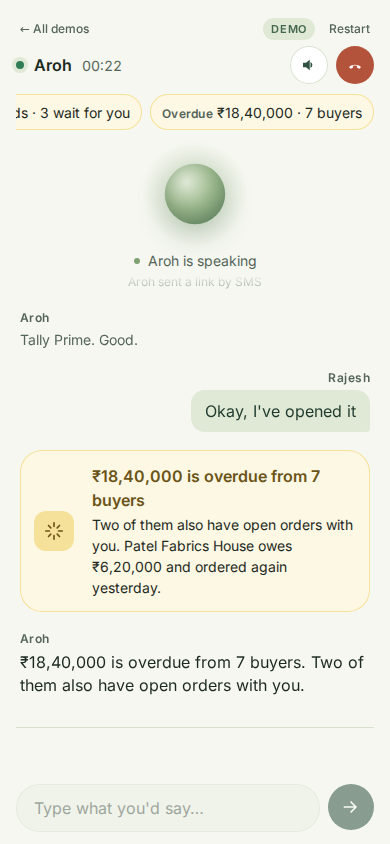 ← All demos
DEMO
Restart
Aroh 00:22
ds · 3 wait for you
Overdue ₹18,40,000 · 7 buyers
Aroh is speaking
Aroh sent a link by SMS
Aroh
Tally Prime. Good.
Rajesh
Okay, I've opened it
₹18,40,000 is overdue from 7
buyers
Two of them also have open orders with
you. Patel Fabrics House owes
₹6,20,000 and ordered again
yesterday.
Aroh
₹18,40,000 is overdue from 7 buyers. Two of
them also have open orders with you.
Type what you'd say...